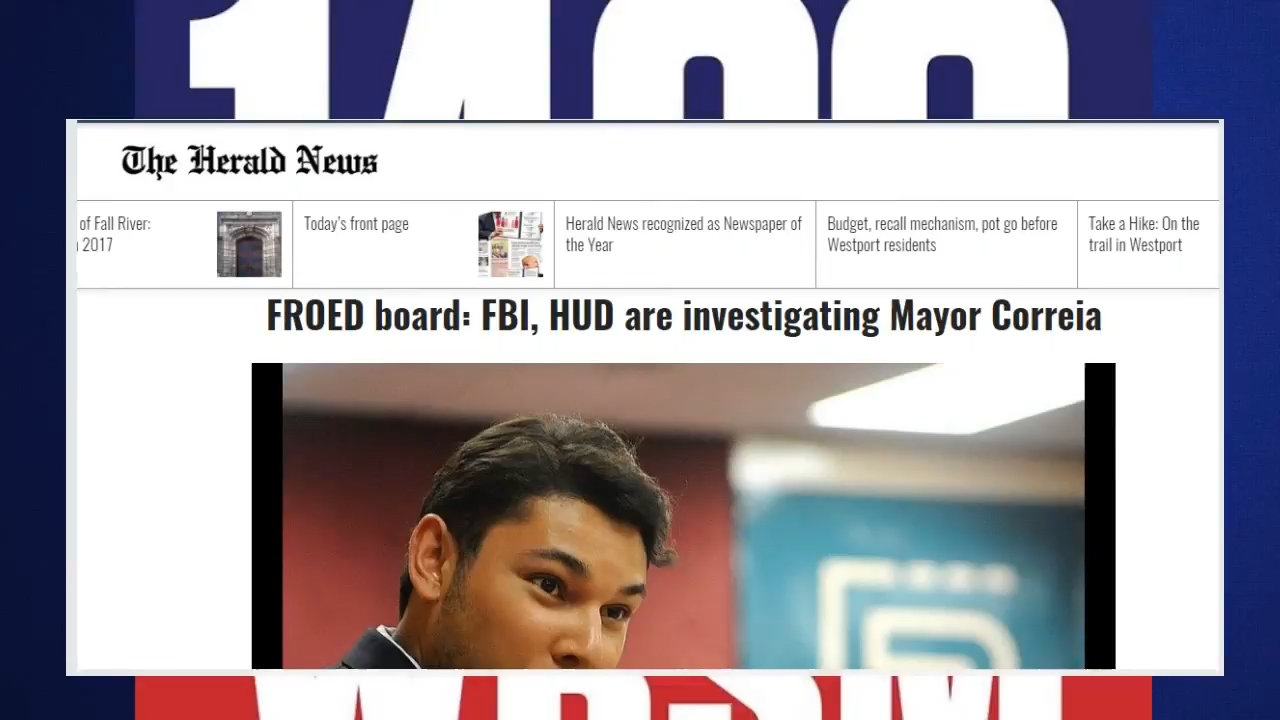 The Herald News
of Fall River:
2017
Today's front page
Herald News recognized as Newspaper of
the Year
Budget, recall mechanism, pot go before
Westport residents
Take a Hike: On the
trail in Westport
FROED board: FBI, HUD are investigating Mayor Correia